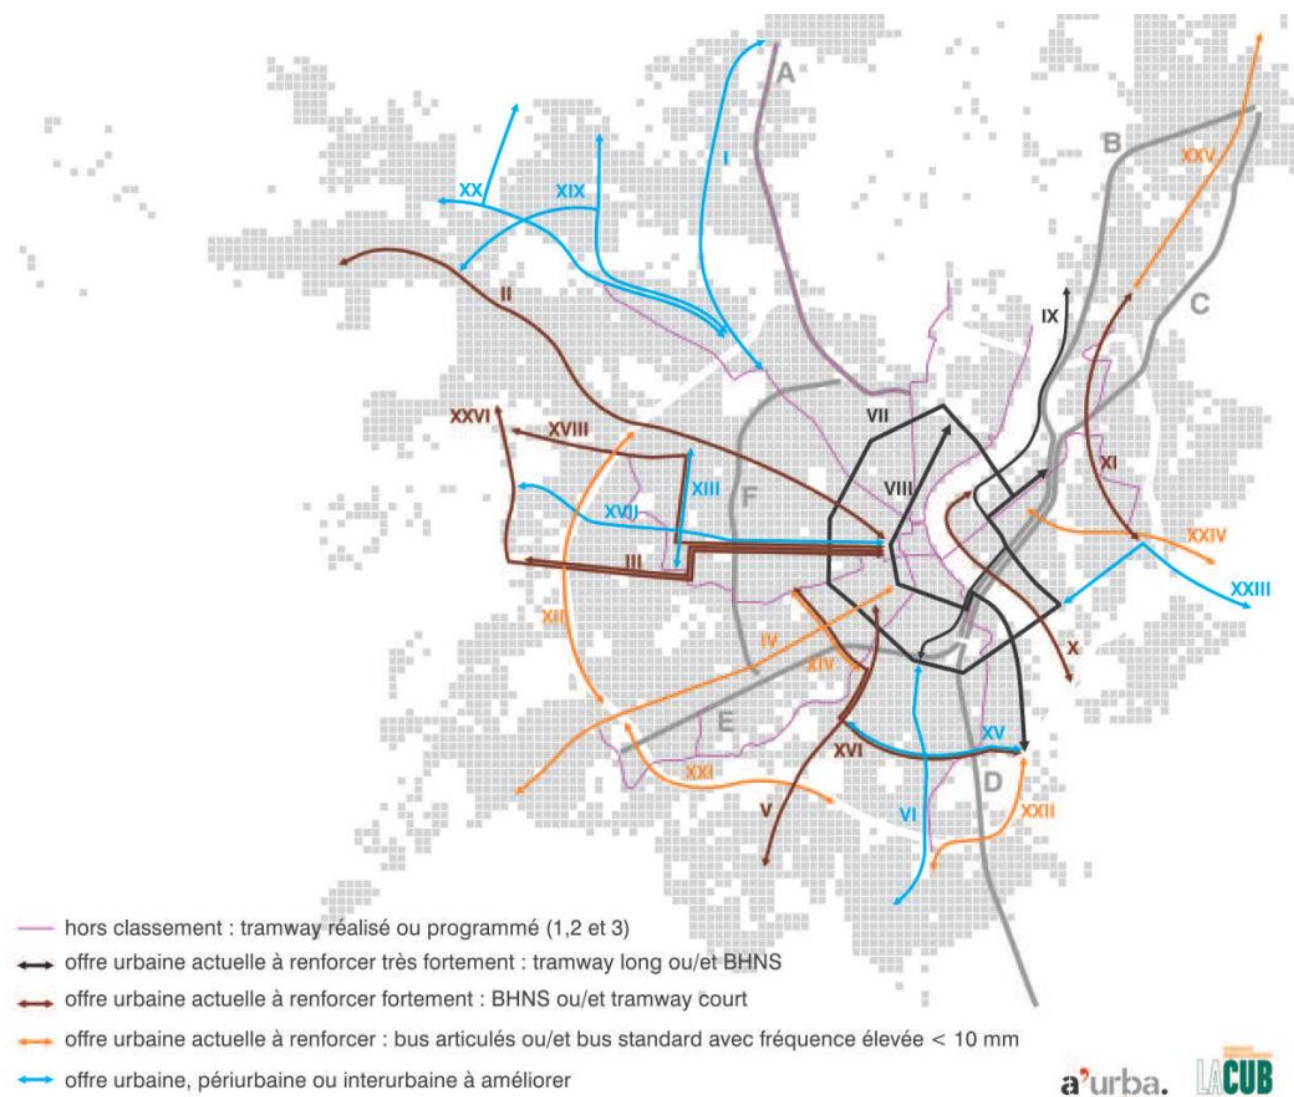 A
B
XXV
I
XX
XIX
C
II
IX
VII
XXVI
XVIII
XI
VIII
XIII
F
XVII
XXIV
III
XXIII
XII
IV
XIV
X
E
XV
XVI
XXI
D
V
VI
XXII
hors classement : tramway réalisé ou programmé (1,2 et 3)
offre urbaine actuelle à renforcer très fortement : tramway long ou/et BHNS
offre urbaine actuelle à renforcer fortement : BHNS ou/et tramway court
offre urbaine actuelle à renforcer : bus articulés ou/et bus standard avec fréquence élevée < 10 mm
offre urbaine, périurbaine ou interurbaine à améliorer
a'urba.
LACUB